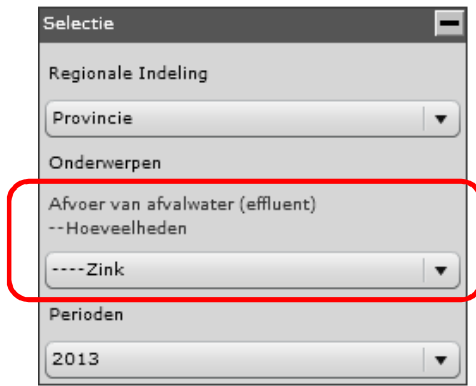 Selectie
Regionale Indeling
Provincie
Onderwerpen
Afvoer van afvalwater (effluent)
--Hoeveelheden
----Zink
Perioden
2013